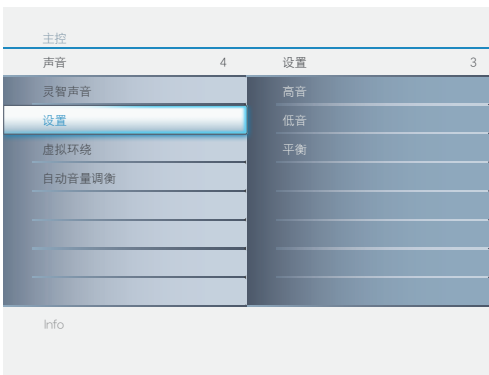 主控
声音 4 设置 3
灵智声音 高音
设置 低音
虚拟环绕 平衡
自动音量调衡
Info